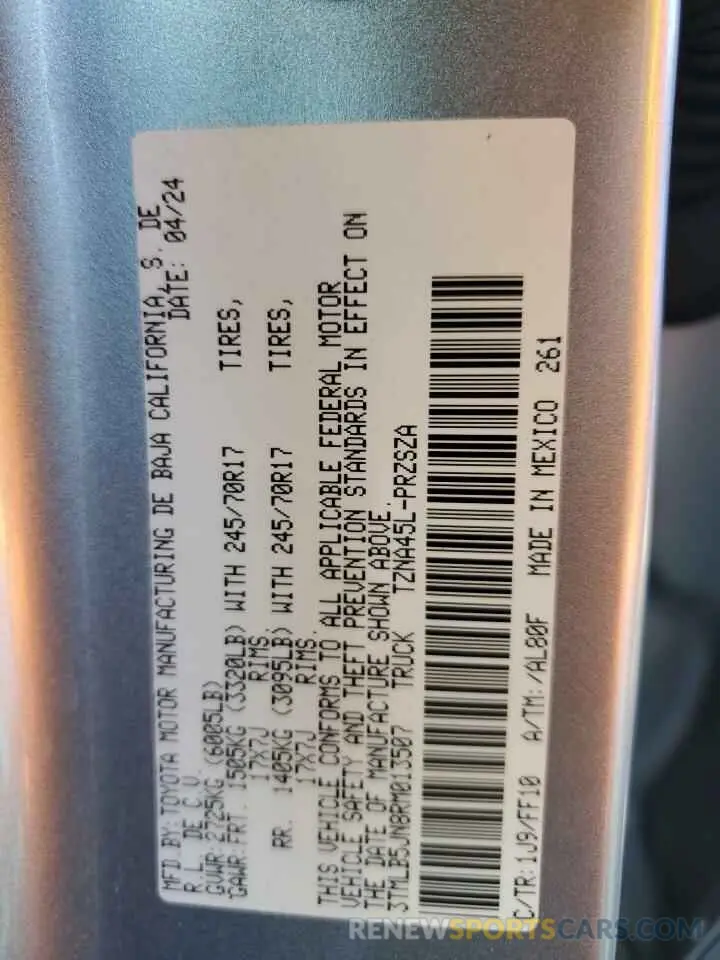 MFD BY: TOYOTA MOTOR MANUFACTURING DE BAJA CALIFORNIA, S. DE
R.L. DE C.V. DATE: 04/24
GVWR: 2725KG (6005LB)
GAWR: FRT. 1505KG (3320LB) WITH 245/70R17 TIRES,
17X7J RIMS.
RR. 1405KG (3095LB) WITH 245/70R17 TIRES,
17X7J RIMS.
THIS VEHICLE CONFORMS TO ALL APPLICABLE FEDERAL MOTOR
VEHICLE SAFETY AND THEFT PREVENTION STANDARDS IN EFFECT ON
THE DATE OF MANUFACTURE SHOWN ABOVE.
3TMLB5JN8RM013507 TRUCK TZNA45L-PRZSZA
C/TR: 1J9/FF10 A/TM: /AL80F MADE IN MEXICO 261
RENEWSPORTSCARS.COM